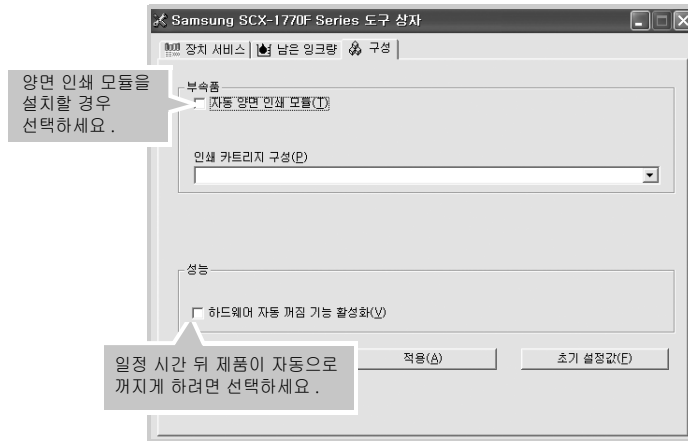 Samsung SCX-1770F Series 도구 상자
장치 서비스 남은 잉크량 구성
양면 인쇄 모듈을
설치할 경우
선택하세요 .
부속품
자동 양면 인쇄 모듈(T)
인쇄 카트리지 구성(P)
성능
하드웨어 자동 꺼짐 기능 활성화(V)
일정 시간 뒤 제품이 자동으로
꺼지게 하려면 선택하세요 .
적용(A) 초기 설정값(F)